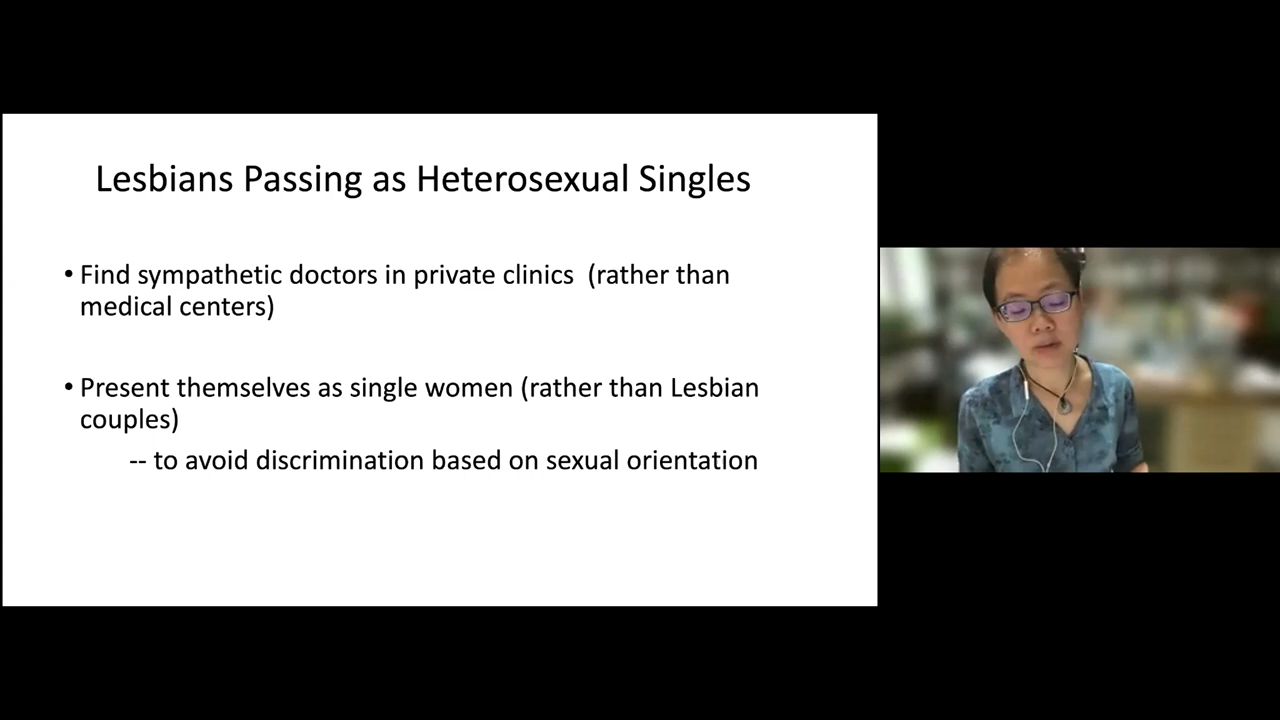 Lesbians Passing as Heterosexual Singles
• Find sympathetic doctors in private clinics (rather than
medical centers)
• Present themselves as single women (rather than Lesbian
couples)
-- to avoid discrimination based on sexual orientation